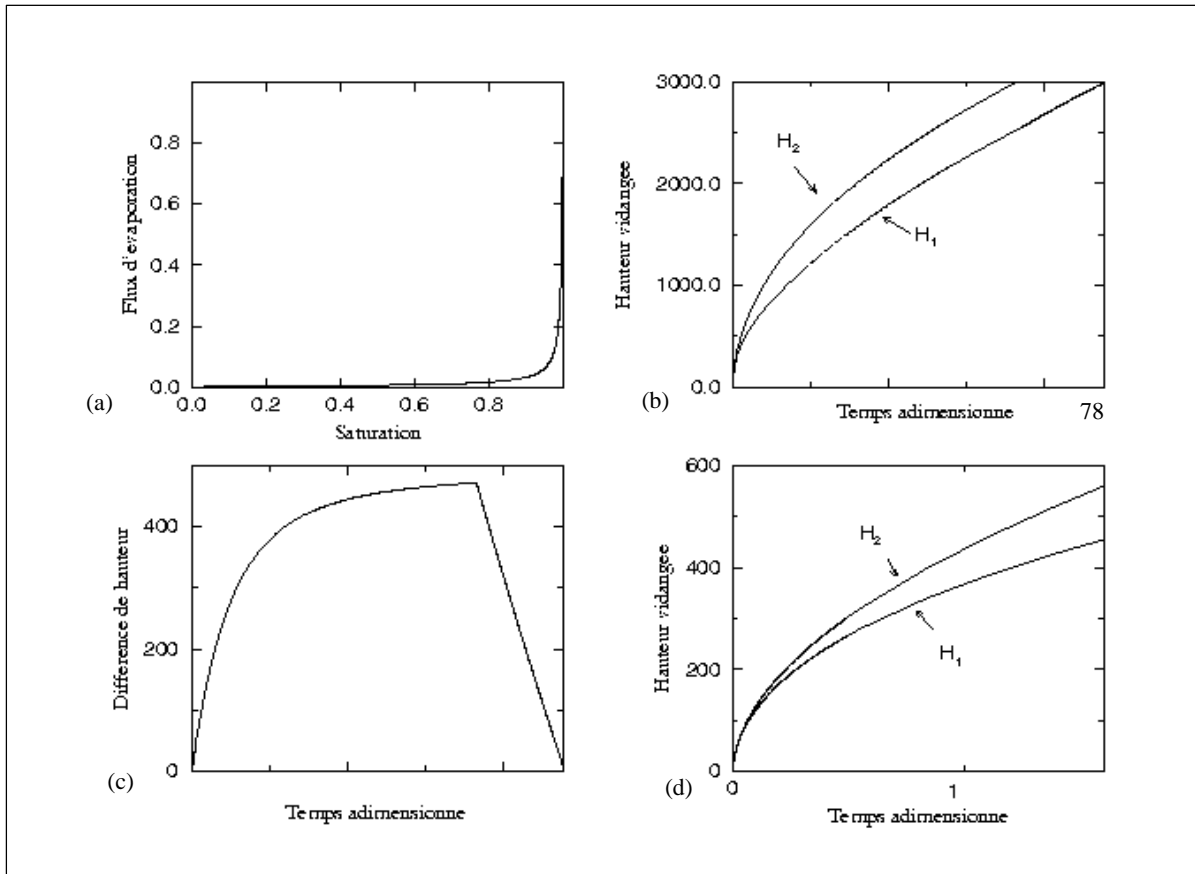 0.8
0.6
0.4
0.2
0.0
0.0 0.2 0.4 0.6 0.8
Flux d'evaporation
Saturation
(a)
3000.0
2000.0
1000.0
0.0
Hauteur vidangee
H2
H1
Temps adimensionne
78
(b)
400
200
0
Difference de hauteur
Temps adimensionne
(c)
600
400
200
0
0 1
Hauteur vidangee
H2
H1
Temps adimensionne
(d)